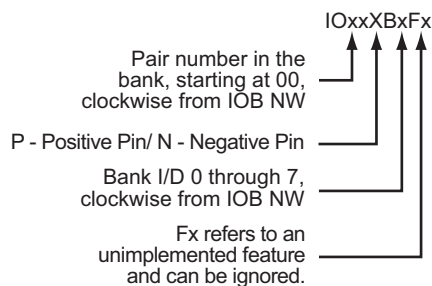 IOxxXBxFx
Pair number in the
bank, starting at 00,
clockwise from IOB NW
P - Positive Pin/ N - Negative Pin
Bank I/D 0 through 7,
clockwise from IOB NW
Fx refers to an
unimplemented feature
and can be ignored.